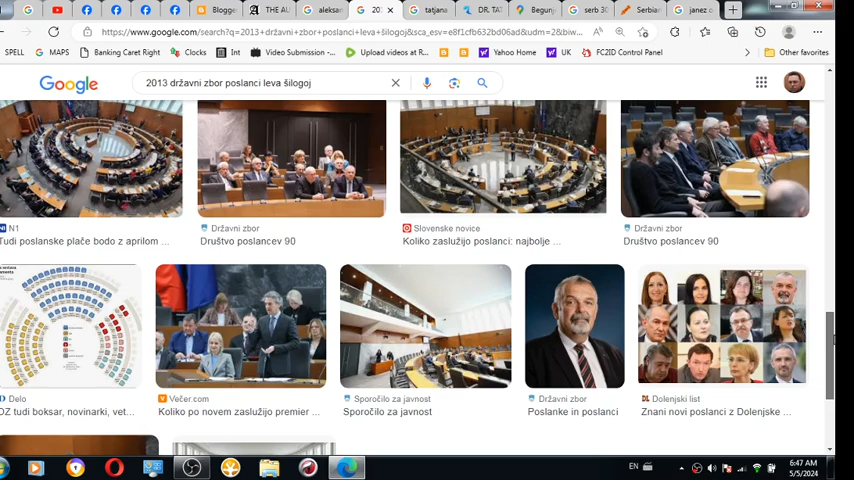 Blogge
THE AU
aleksan
20
tatjana
DR. TA
Begunj
serb 30
Serbian
janez d
https://www.google.com/search?q=2013+državni+zbor+poslanci+leva+šilogoj&sca_esv=e8f1cfb632bd06ad&udm=2&biw...
SPELL
MAPS
Banking Caret Right
Clocks
Int
Video Submission -...
Upload videos at R...
Yahoo Home
UK
FC2ID Control Panel
Other favorites
Google
2013 državni zbor poslanci leva šilogoj
N1
Državni zbor
Slovenske novice
Državni zbor
Tudi poslanske plače bodo z aprilom ...
Društvo poslancev 90
Koliko zaslužijo poslanci: najbolje ...
Društvo poslancev 90
Delo
Večer.com
Sporočilo za javnost
Državni zbor
Dolenjski list
DZ tudi boksar, novinarki, vet...
Koliko po novem zaslužijo premier ...
Sporočilo za javnost
Poslanke in poslanci
Znani novi poslanci z Dolenjske ...
EN
6:47 AM
5/5/2024